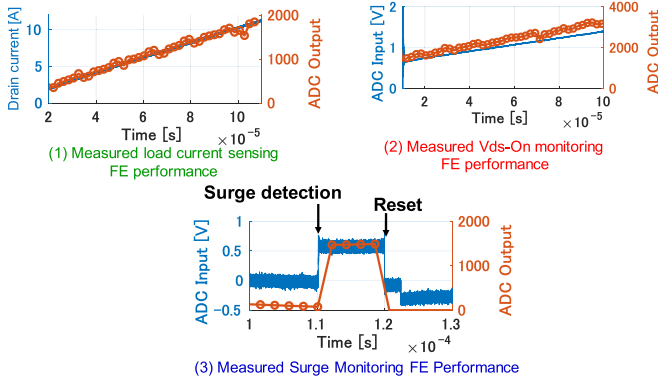 Drain current [A]
10
5
0
2000
1000
0
ADC Output
2
4
6
8
10
Time [s]
×10^-5
(1) Measured load current sensing
FE performance
ADC Input [V]
2
1
0
4000
3000
2000
1000
0
ADC Output
2
4
6
8
10
Time [s]
×10^-5
(2) Measured Vds-On monitoring
FE performance
Surge detection
Reset
ADC Input [V]
1
0.5
0
-0.5
2000
1000
0
ADC Output
1
1.1
1.2
1.3
Time [s]
×10^-4
(3) Measured Surge Monitoring FE Performance